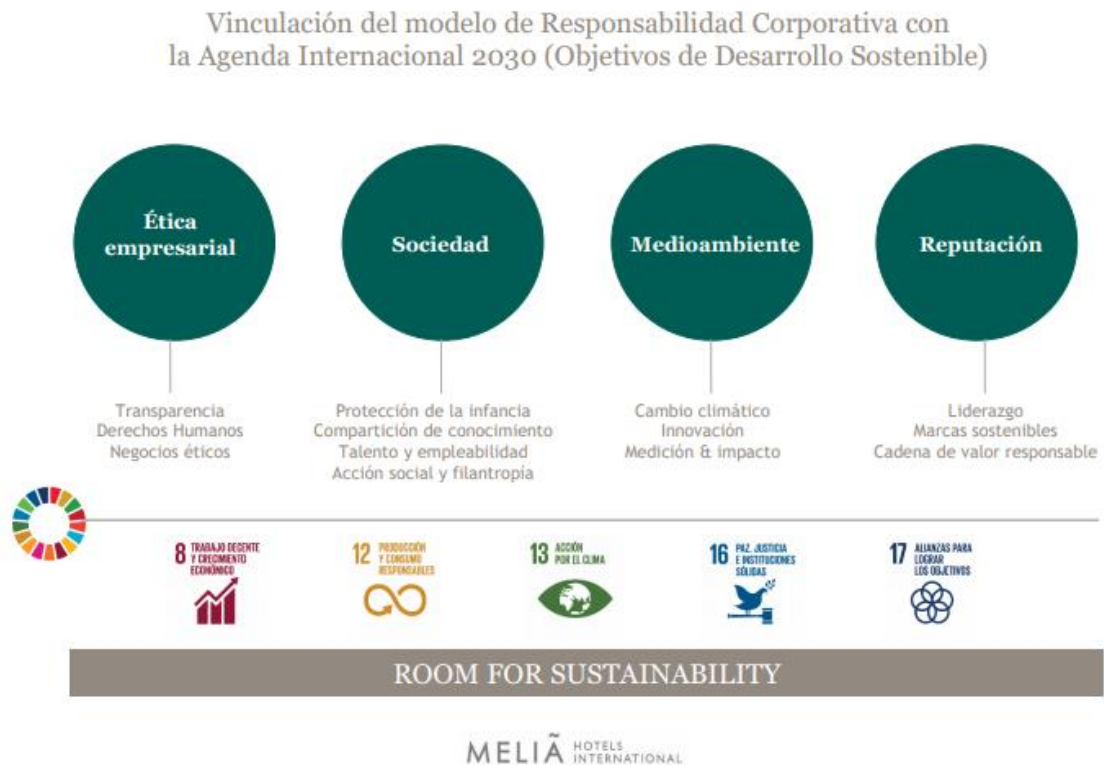 Vinculación del modelo de Responsabilidad Corporativa con
la Agenda Internacional 2030 (Objetivos de Desarrollo Sostenible)
Ética
empresarial
Sociedad
Medioambiente
Reputación
Transparencia
Derechos Humanos
Negocios éticos
Protección de la infancia
Compartición de conocimiento
Talento y empleabilidad
Acción social y filantropía
Cambio climático
Innovación
Medición & impacto
Liderazgo
Marcas sostenibles
Cadena de valor responsable
8 TRABAJO DECENTE
Y CRECIMIENTO
ECONÓMICO
12 PRODUCCIÓN
Y CONSUMO
RESPONSABLES
13 ACCIÓN
POR EL CLIMA
16 PAZ, JUSTICIA
E INSTITUCIONES
SÓLIDAS
17 ALIANZAS PARA
LOGRAR
LOS OBJETIVOS
ROOM FOR SUSTAINABILITY
MELIÃ HOTELS
INTERNATIONAL